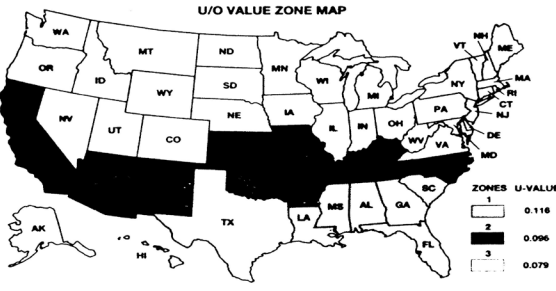 U/O VALUE ZONE MAP
WA
MT
ND
MN
VT
NH
ME
OR
ID
WY
SD
WI
MI
NY
MA
RI
CT
NJ
NV
UT
CO
NE
IA
IL
IN
OH
PA
WV
VA
DE
MD
TX
LA
MS
AL
GA
SC
FL
AK
HI
ZONES U-VALUE
1
0.116
2
0.096
3
0.079